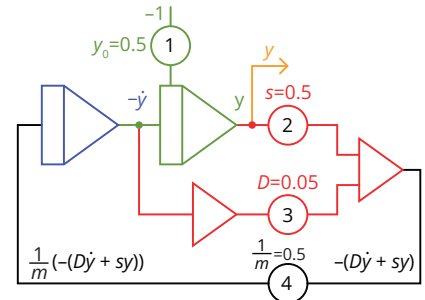 –1
y₀=0.5
1
y
–ẏ
y
s=0.5
2
D=0.05
3
1/m (–(Dẏ + sy))
1/m =0.5
–(Dẏ + sy)
4